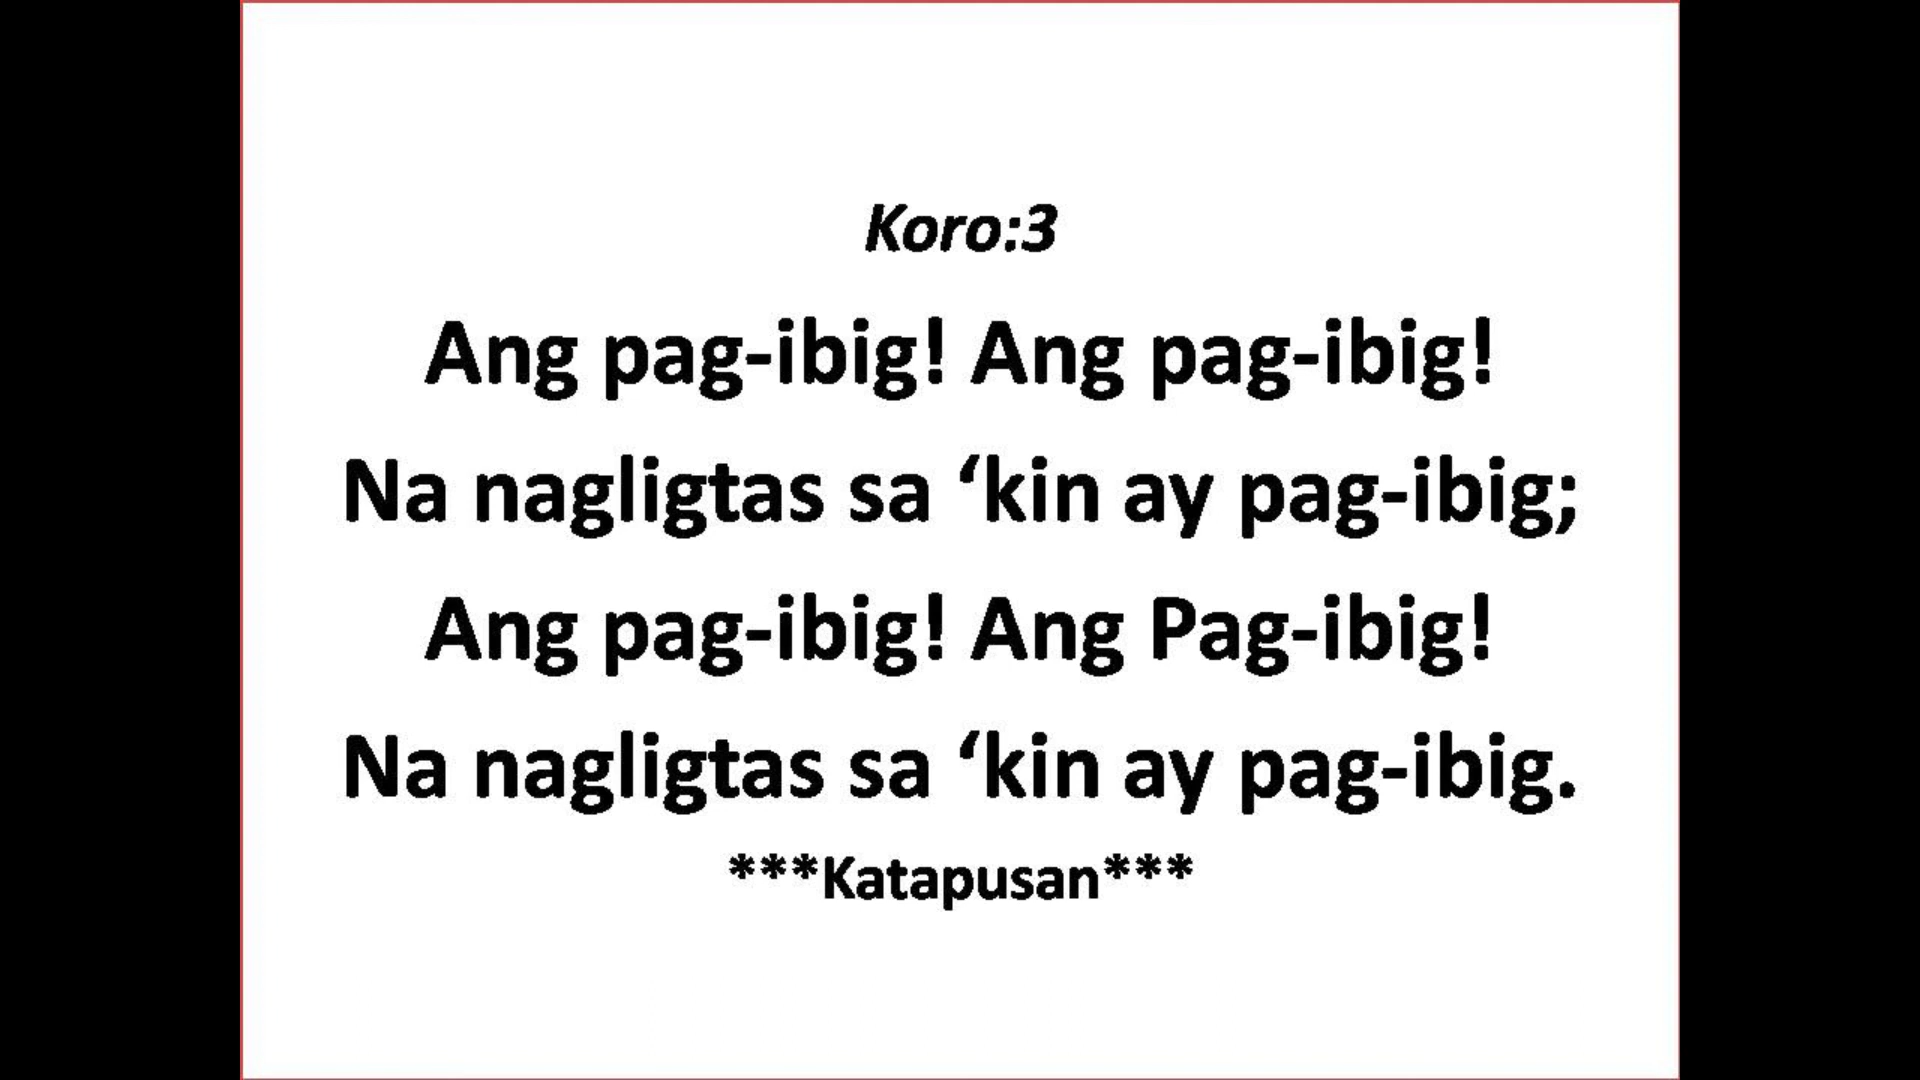 Koro:3
Ang pag-ibig! Ang pag-ibig!
Na nagligtas sa ‘kin ay pag-ibig;
Ang pag-ibig! Ang Pag-ibig!
Na nagligtas sa ‘kin ay pag-ibig.
***Katapusan***